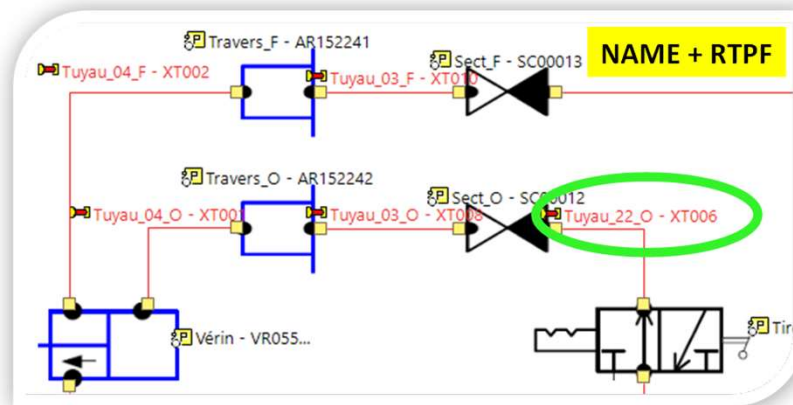 Travers_F - AR152241
NAME + RTPF
Sect_F - SC00013
Tuyau_04_F - XT002
Tuyau_03_F - XT010
Travers_O - AR152242
Sect_O - SC00012
Tuyau_04_O - XT001
Tuyau_03_O - XT008
Tuyau_22_O - XT006
Vérin - VR055...